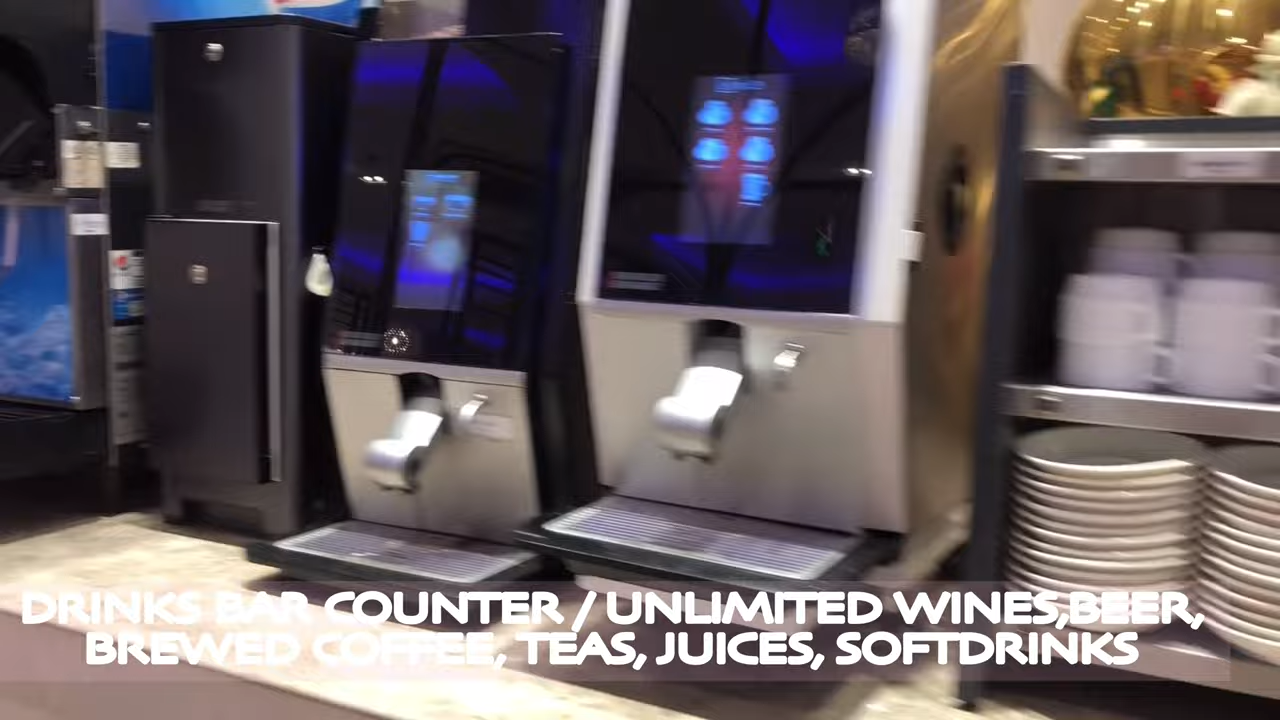 DRINKS BAR COUNTER / UNLIMITED WINES,BEER,
BREWED COFFEE, TEAS, JUICES, SOFTDRINKS